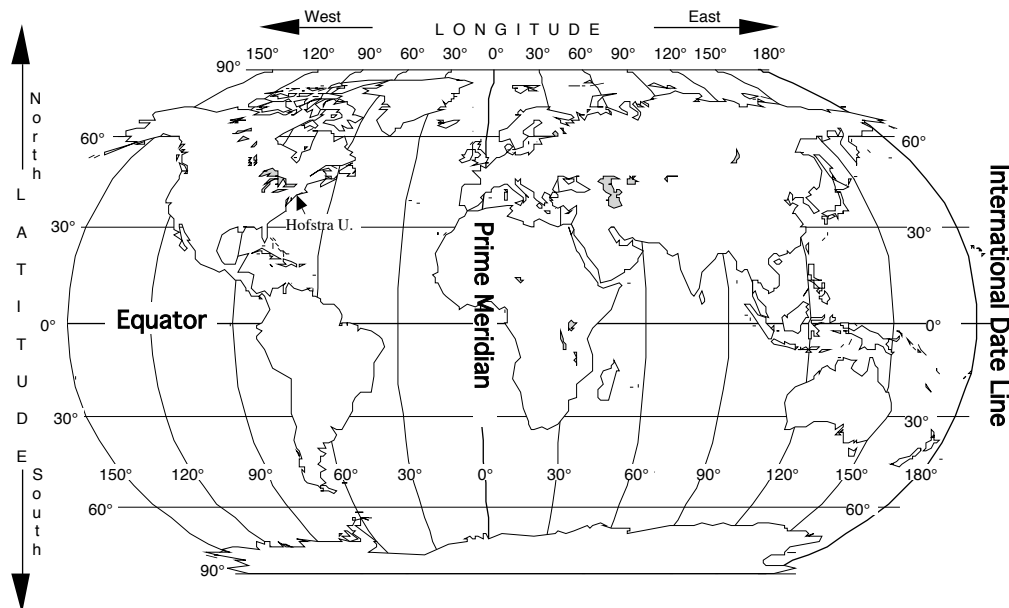 West
East
L O N G I T U D E
150° 120° 90° 60° 30° 0° 30° 60° 90° 120° 150° 180°
90°
North
L A T I T U D E
South
60° 60°
Hofstra U.
30° 30°
Prime Meridian
International Date Line
Equator
0° 0°
30° 30°
150° 120° 90° 60° 30° 0° 30° 60° 90° 120° 150° 180°
60° 60°
90°